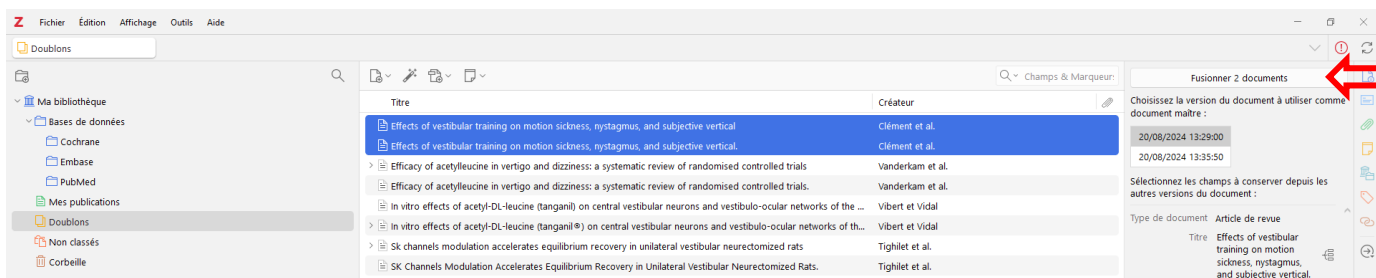 Z Fichier Édition Affichage Outils Aide
Doublons
Champs & Marqueur:
Ma bibliothèque
Bases de données
Cochrane
Embase
PubMed
Mes publications
Doublons
Non classés
Corbeille
Titre Créateur
Effects of vestibular training on motion sickness, nystagmus, and subjective vertical Clément et al.
Effects of vestibular training on motion sickness, nystagmus, and subjective vertical. Clément et al.
Efficacy of acetylleucine in vertigo and dizziness: a systematic review of randomised controlled trials Vanderkam et al.
Efficacy of acetylleucine in vertigo and dizziness: a systematic review of randomised controlled trials. Vanderkam et al.
In vitro effects of acetyl-DL-leucine (tanganil) on central vestibular neurons and vestibulo-ocular networks of the ... Vibert et Vidal
In vitro effects of acetyl-DL-leucine (tanganil®) on central vestibular neurons and vestibulo-ocular networks of th... Vibert et Vidal
Sk channels modulation accelerates equilibrium recovery in unilateral vestibular neurectomized rats Tighilet et al.
SK Channels Modulation Accelerates Equilibrium Recovery in Unilateral Vestibular Neurectomized Rats. Tighilet et al.
Fusionner 2 documents
Choisissez la version du document à utiliser comme
document maître :
20/08/2024 13:29:00
20/08/2024 13:35:50
Sélectionnez les champs à conserver depuis les
autres versions du document :
Type de document Article de revue
Titre Effects of vestibular
training on motion
sickness, nystagmus,
and subjective vertical.